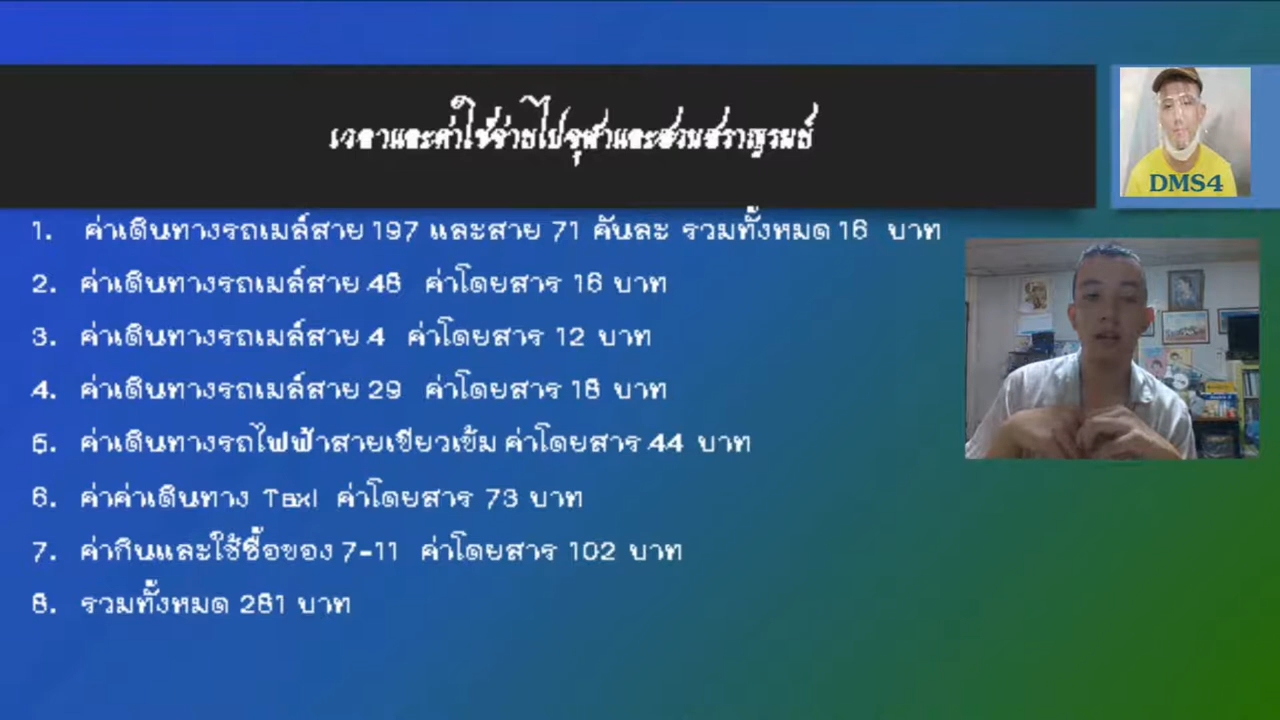 เวลาและค่าใช้จ่ายไปจุฬาและสวนสราญรมย์
DMS4
1. ค่าเดินทางรถเมล์สาย 197 และสาย 71 คันละ รวมทั้งหมด 16 บาท
2. ค่าเดินทางรถเมล์สาย 48 ค่าโดยสาร 16 บาท
3. ค่าเดินทางรถเมล์สาย 4 ค่าโดยสาร 12 บาท
4. ค่าเดินทางรถเมล์สาย 29 ค่าโดยสาร 18 บาท
5. ค่าเดินทางรถไฟฟ้าสายเขียวเข้ม ค่าโดยสาร 44 บาท
6. ค่าค่าเดินทาง Taxi ค่าโดยสาร 73 บาท
7. ค่ากินและใช้ซื้อของ 7-11 ค่าโดยสาร 102 บาท
8. รวมทั้งหมด 281 บาท